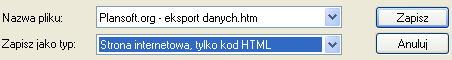 Nazwa pliku: Plansoft.org - eksport danych.htm Zapisz
Zapisz jako typ: Strona internetowa, tylko kod HTML Anuluj